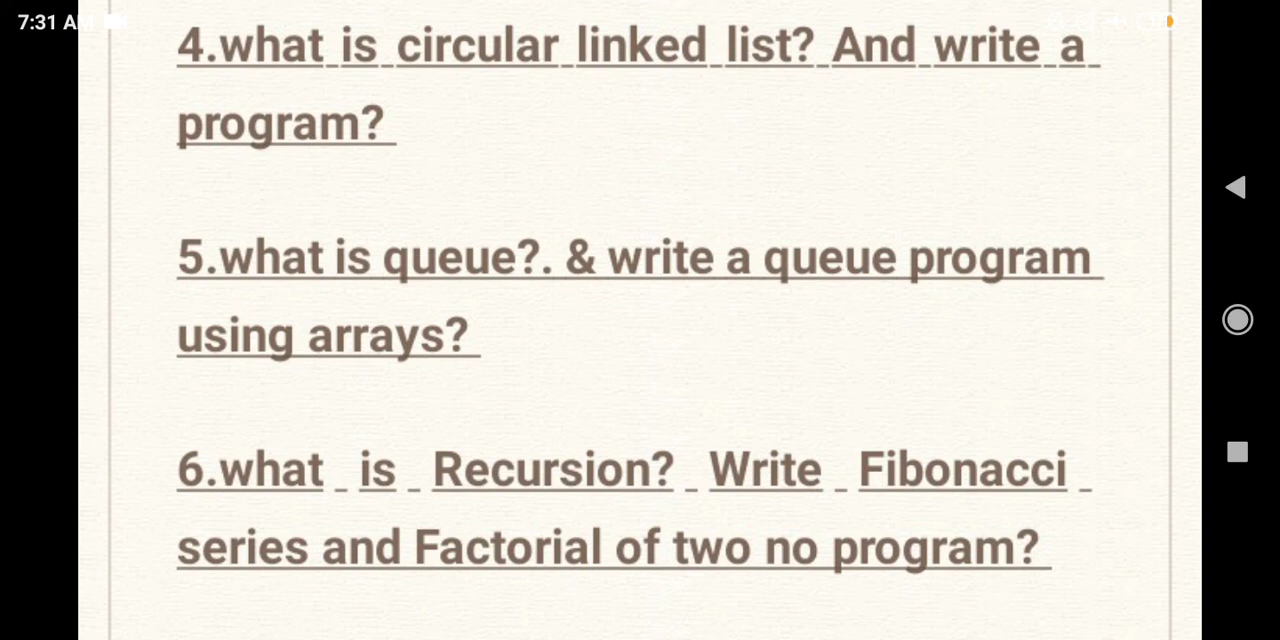 7:31 AM
4.what is circular linked list? And write a
program?
5.what is queue?. & write a queue program
using arrays?
6.what is Recursion? Write Fibonacci
series and Factorial of two no program?